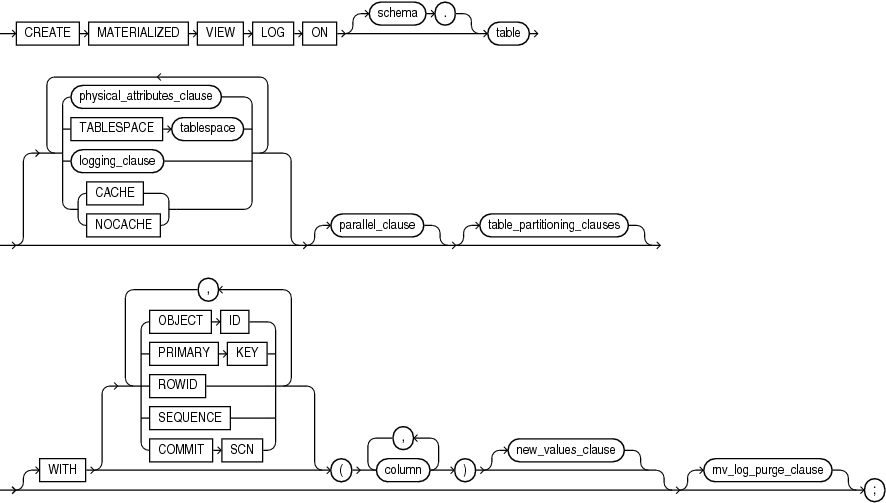 CREATE MATERIALIZED VIEW LOG ON schema . table
physical_attributes_clause
TABLESPACE tablespace
logging_clause
CACHE
NOCACHE
parallel_clause table_partitioning_clauses
,
OBJECT ID
PRIMARY KEY
ROWID
SEQUENCE
COMMIT SCN
,
new_values_clause
WITH ( column ) mv_log_purge_clause ;